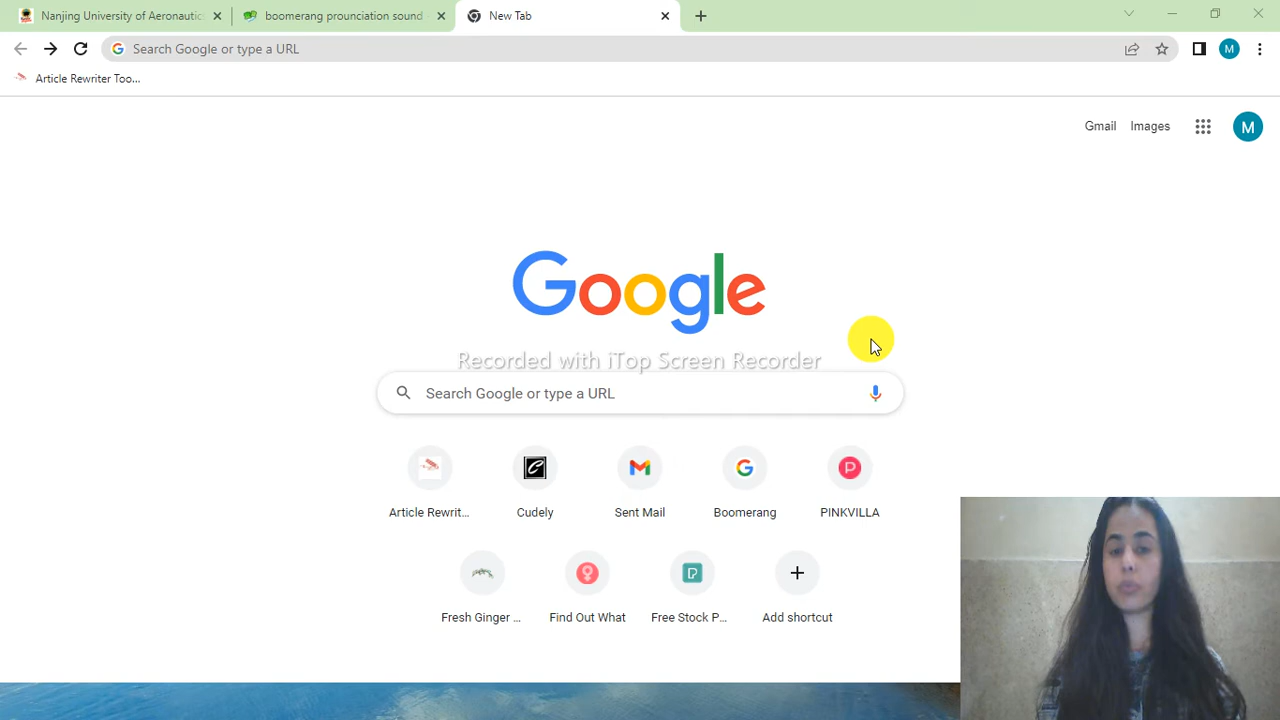 Nanjing University of Aeronautic
boomerang prounciation sound -
New Tab
Search Google or type a URL
M
Article Rewriter Too...
Gmail
Images
M
Google
Recorded with iTop Screen Recorder
Search Google or type a URL
Article Rewrit...
Cudely
Sent Mail
Boomerang
PINKVILLA
Fresh Ginger ...
Find Out What
Free Stock P...
Add shortcut